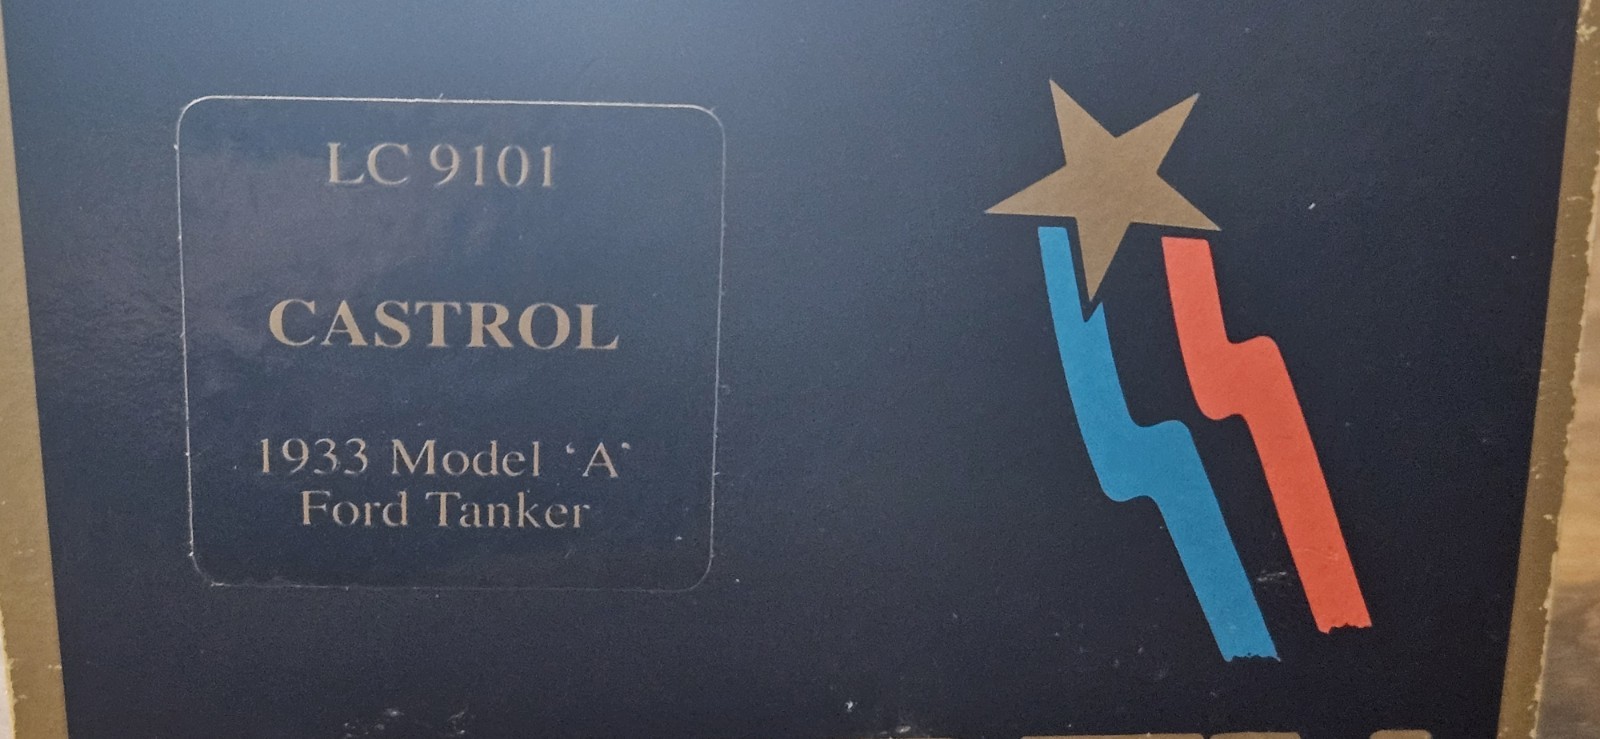 LC 9101
CASTROL
1933 Model ‘A‘
Ford Tanker